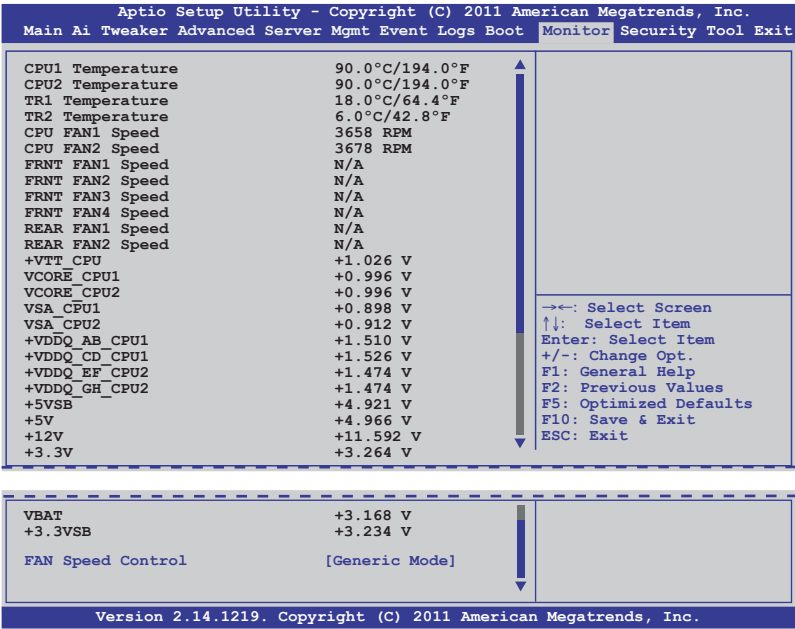 Aptio Setup Utility - Copyright (C) 2011 American Megatrends, Inc.
Main Ai Tweaker Advanced Server Mgmt Event Logs Boot Monitor Security Tool Exit
CPU1 Temperature 90.0°C/194.0°F
CPU2 Temperature 90.0°C/194.0°F
TR1 Temperature 18.0°C/64.4°F
TR2 Temperature 6.0°C/42.8°F
CPU FAN1 Speed 3658 RPM
CPU FAN2 Speed 3678 RPM
FRNT FAN1 Speed N/A
FRNT FAN2 Speed N/A
FRNT FAN3 Speed N/A
FRNT FAN4 Speed N/A
REAR FAN1 Speed N/A
REAR FAN2 Speed N/A
+VTT_CPU +1.026 V
VCORE_CPU1 +0.996 V
VCORE_CPU2 +0.996 V
VSA_CPU1 +0.898 V
VSA_CPU2 +0.912 V
+VDDQ_AB_CPU1 +1.510 V
+VDDQ_CD_CPU1 +1.526 V
+VDDQ_EF_CPU2 +1.474 V
+VDDQ_GH_CPU2 +1.474 V
+5VSB +4.921 V
+5V +4.966 V
+12V +11.592 V
+3.3V +3.264 V
→←: Select Screen
↑↓: Select Item
Enter: Select Item
+/-: Change Opt.
F1: General Help
F2: Previous Values
F5: Optimized Defaults
F10: Save & Exit
ESC: Exit
VBAT +3.168 V
+3.3VSB +3.234 V
FAN Speed Control [Generic Mode]
Version 2.14.1219. Copyright (C) 2011 American Megatrends, Inc.